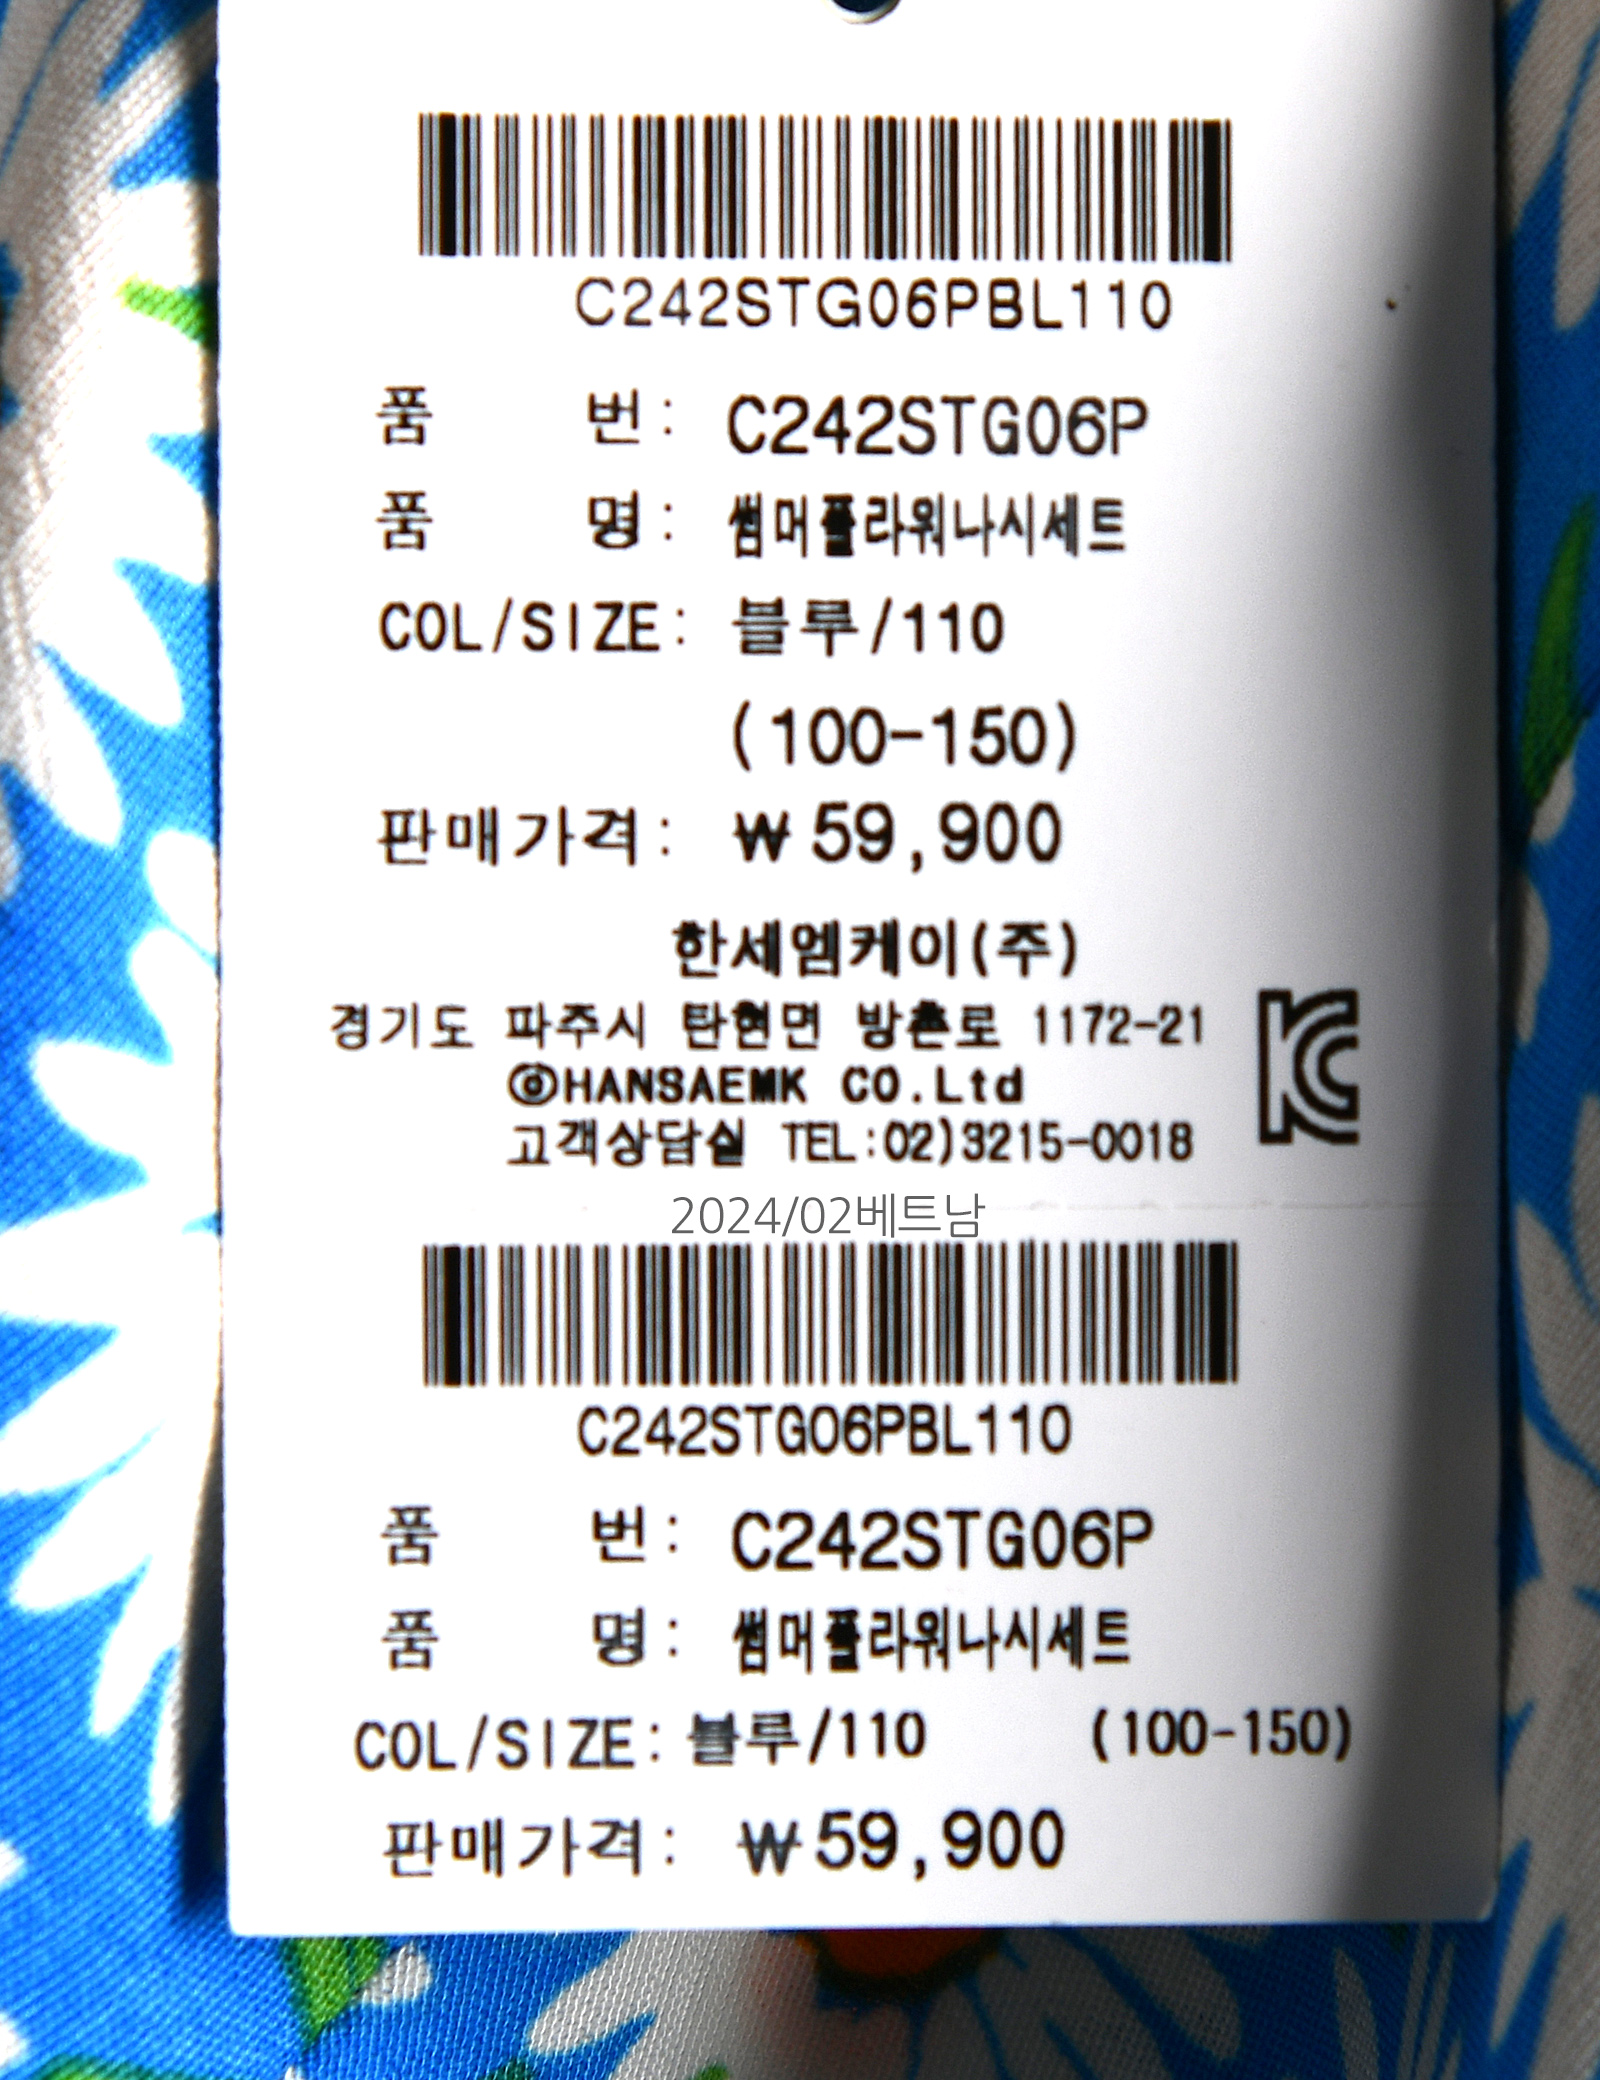 C242STG06PBL110
품 번: C242STG06P
품 명: 썸머플라워나시세트
COL/SIZE: 블루/110
(100-150)
판매가격: ₩59,900
한세엠케이(주)
경기도 파주시 탄현면 방촌로 1172-21
ⓒHANSAEMK CO.Ltd
고객상담실 TEL:02)3215-0018
2024/02베트남
C242STG06PBL110
품 번: C242STG06P
품 명: 썸머플라워나시세트
COL/SIZE: 블루/110 (100-150)
판매가격: ₩59,900